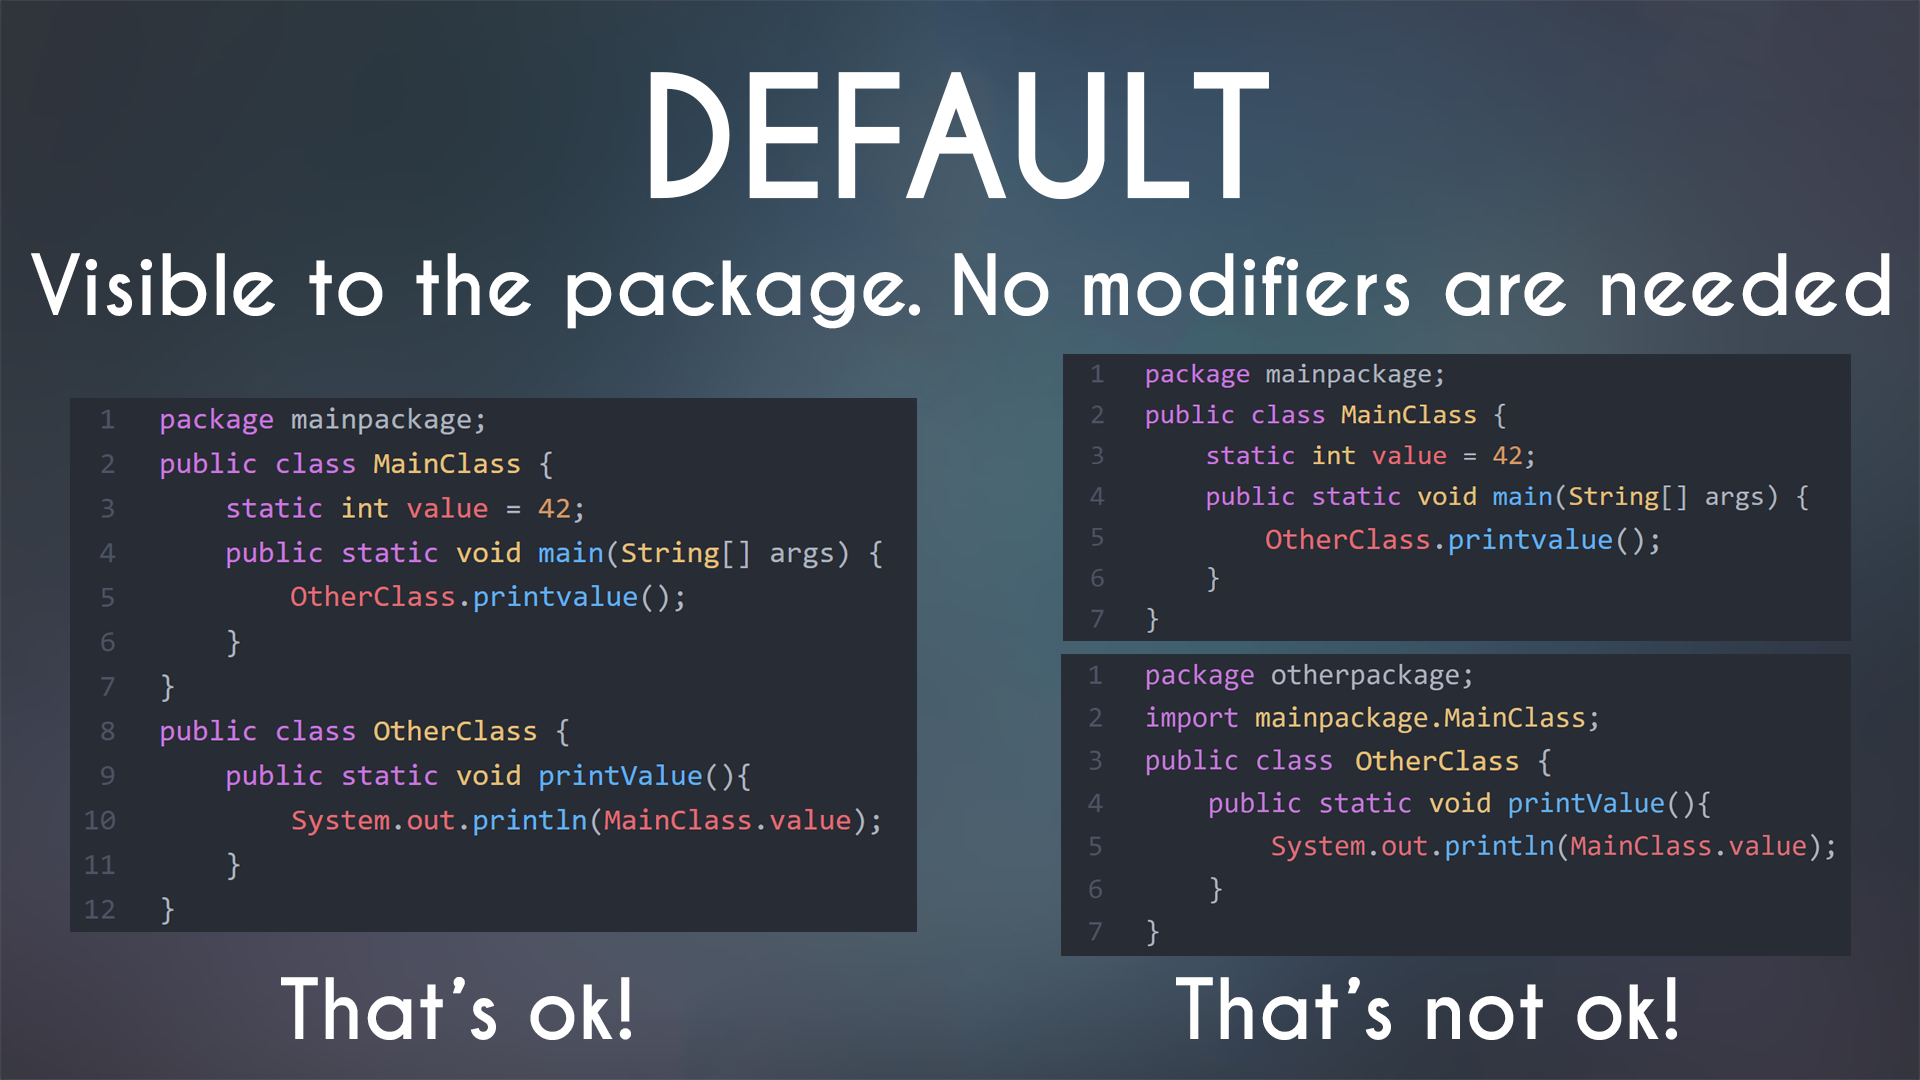 DEFAULT
Visible to the package. No modifiers are needed
1 package mainpackage;
2 public class MainClass {
3 static int value = 42;
4 public static void main(String[] args) {
5 OtherClass.printvalue();
6 }
7 }
8 public class OtherClass {
9 public static void printValue(){
10 System.out.println(MainClass.value);
11 }
12 }
That's ok!
1 package mainpackage;
2 public class MainClass {
3 static int value = 42;
4 public static void main(String[] args) {
5 OtherClass.printvalue();
6 }
7 }
1 package otherpackage;
2 import mainpackage.MainClass;
3 public class OtherClass {
4 public static void printValue(){
5 System.out.println(MainClass.value);
6 }
7 }
That's not ok!